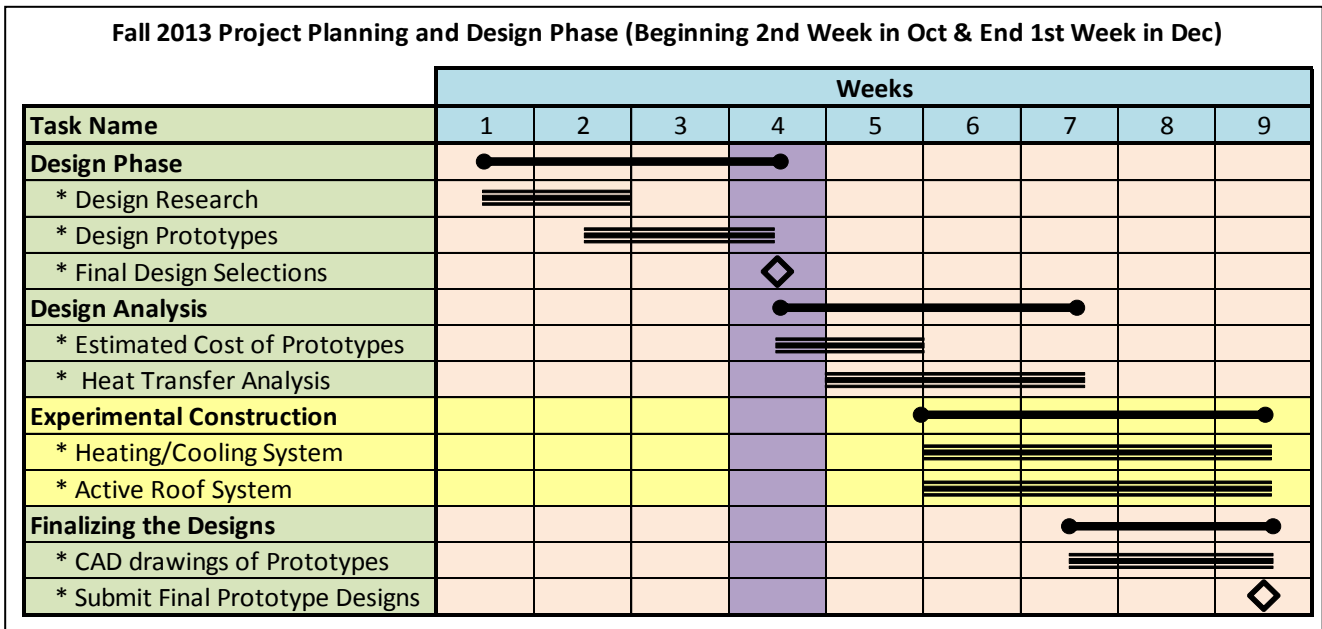 Fall 2013 Project Planning and Design Phase (Beginning 2nd Week in Oct & End 1st Week in Dec)
Weeks
Task Name 1 2 3 4 5 6 7 8 9
Design Phase
* Design Research
* Design Prototypes
* Final Design Selections
Design Analysis
* Estimated Cost of Prototypes
* Heat Transfer Analysis
Experimental Construction
* Heating/Cooling System
* Active Roof System
Finalizing the Designs
* CAD drawings of Prototypes
* Submit Final Prototype Designs